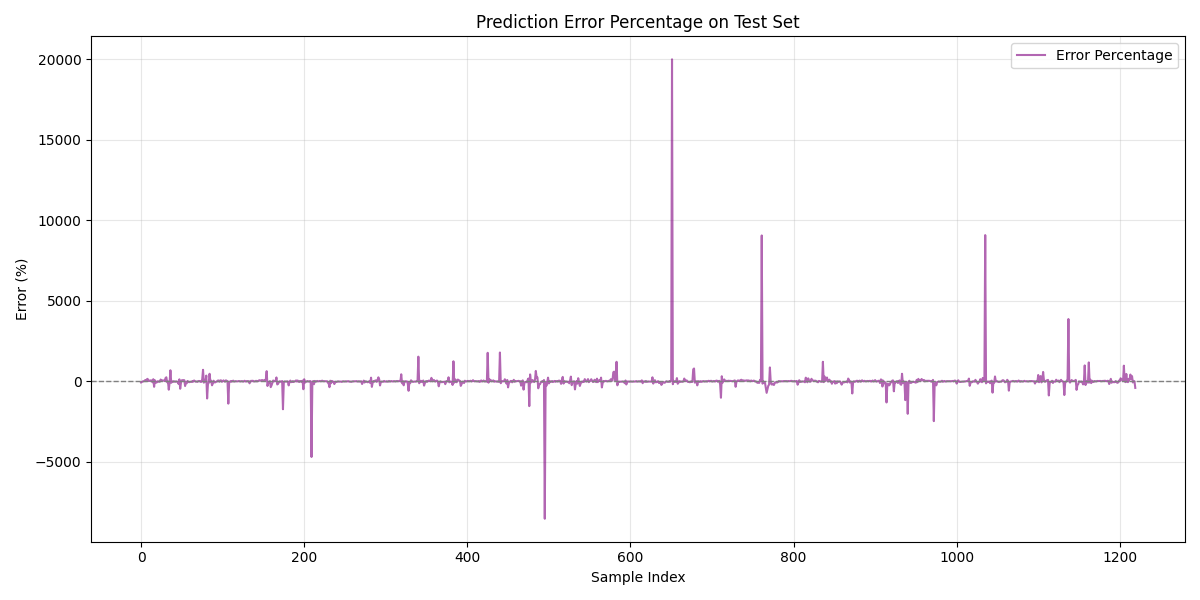 Prediction Error Percentage on Test Set
Error Percentage
20000
15000
10000
5000
0
−5000
Error (%)
0 200 400 600 800 1000 1200
Sample Index